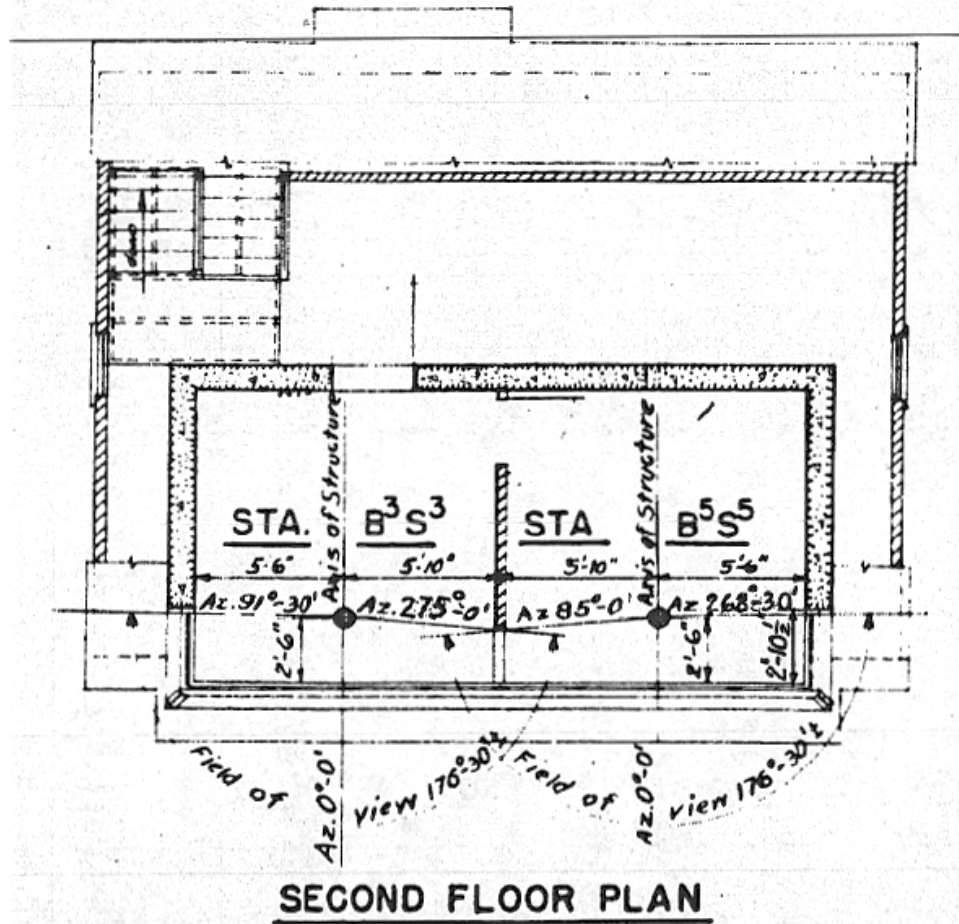 down
Axis of Structure
Axis of Structure
STA. B³S³ STA B⁵S⁵
5'-6" 5'-10" 5'-10" 5'-6"
Az. 91°-30' Az. 275°-0' Az 85°-0' Az 268°-30'
2'-6" 2'-6" 2'-10½"
Field of view 176°-30'± Field of view 176°-30'±
Az. 0°-0' Az. 0°-0'
SECOND FLOOR PLAN